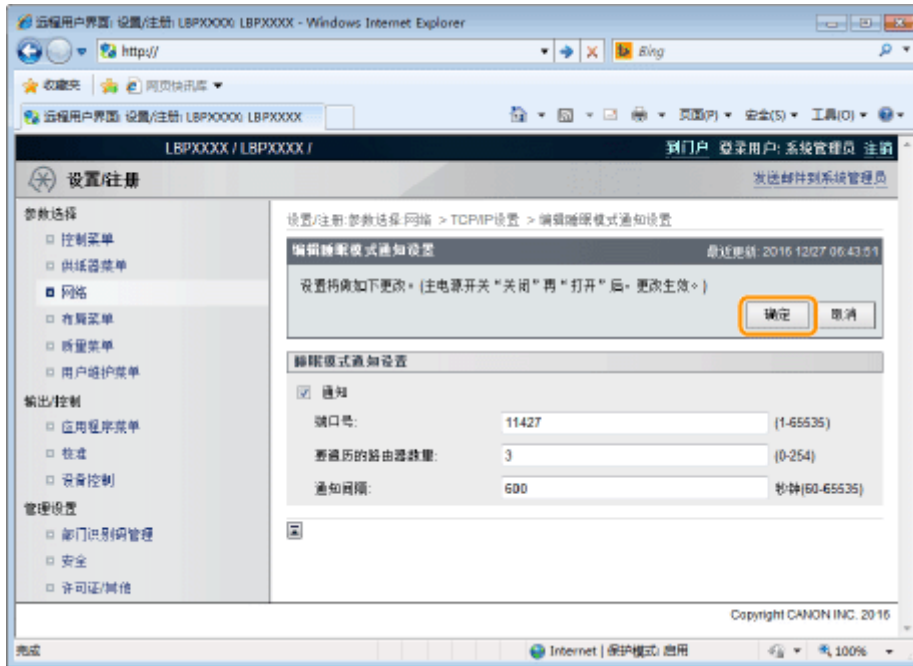 远程用户界面: 设置/注册: LBPXXXX: LBPXXXX - Windows Internet Explorer
http://
Bing
收藏夹 网页快讯库
远程用户界面: 设置/注册: LBPXXXX: LBPXXXX
页面(P) 安全(S) 工具(O)
LBPXXXX / LBPXXXX /
到门户 登录用户: 系统管理员 注销
设置/注册
发送邮件到系统管理员
参数选择
控制菜单
供纸器菜单
网络
布局菜单
质量菜单
用户维护菜单
输出/控制
应用程序菜单
校准
设备控制
管理设置
部门识别码管理
安全
许可证/其他
设置/注册:参数选择:网络 > TCP/IP设置 > 编辑睡眠模式通知设置
编辑睡眠模式通知设置
最近更新: 2016 12/27 06:43:51
设置将做如下更改。(主电源开关“关闭”再“打开”后，更改生效。)
确定 取消
睡眠模式通知设置
通知
端口号: 11427 (1-65535)
要遍历的路由器数量: 3 (0-254)
通知间隔: 600 秒钟(60-65535)
Copyright CANON INC. 2016
完成
Internet | 保护模式: 启用
100%